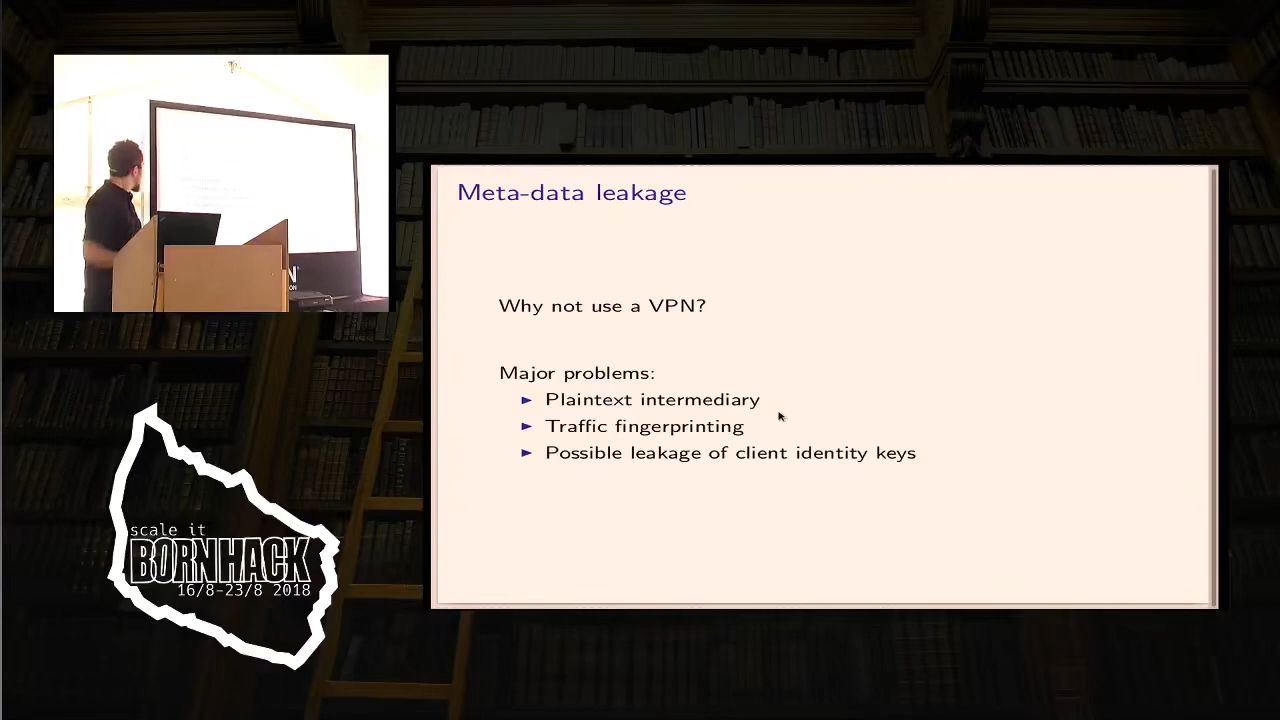 Meta-data leakage
Why not use a VPN?
Major problems:
► Plaintext intermediary
► Traffic fingerprinting
► Possible leakage of client identity keys
scale it
BORNHACK
16/8-23/8 2018